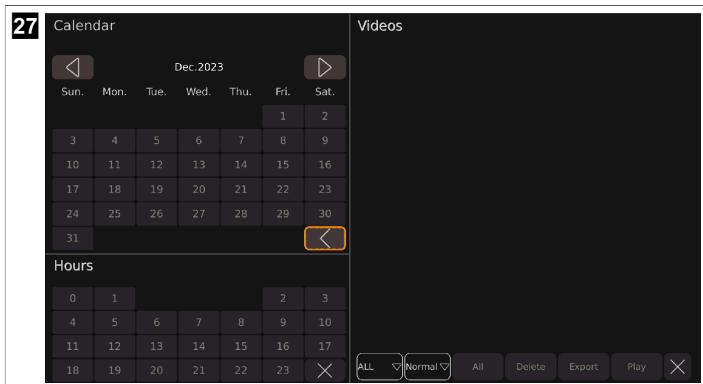 27
Calendar
Dec.2023
Sun. Mon. Tue. Wed. Thu. Fri. Sat.
1 2
3 4 5 6 7 8 9
10 11 12 13 14 15 16
17 18 19 20 21 22 23
24 25 26 27 28 29 30
31
Hours
0 1 2 3
4 5 6 7 8 9 10
11 12 13 14 15 16 17
18 19 20 21 22 23
Videos
ALL Normal All Delete Export Play